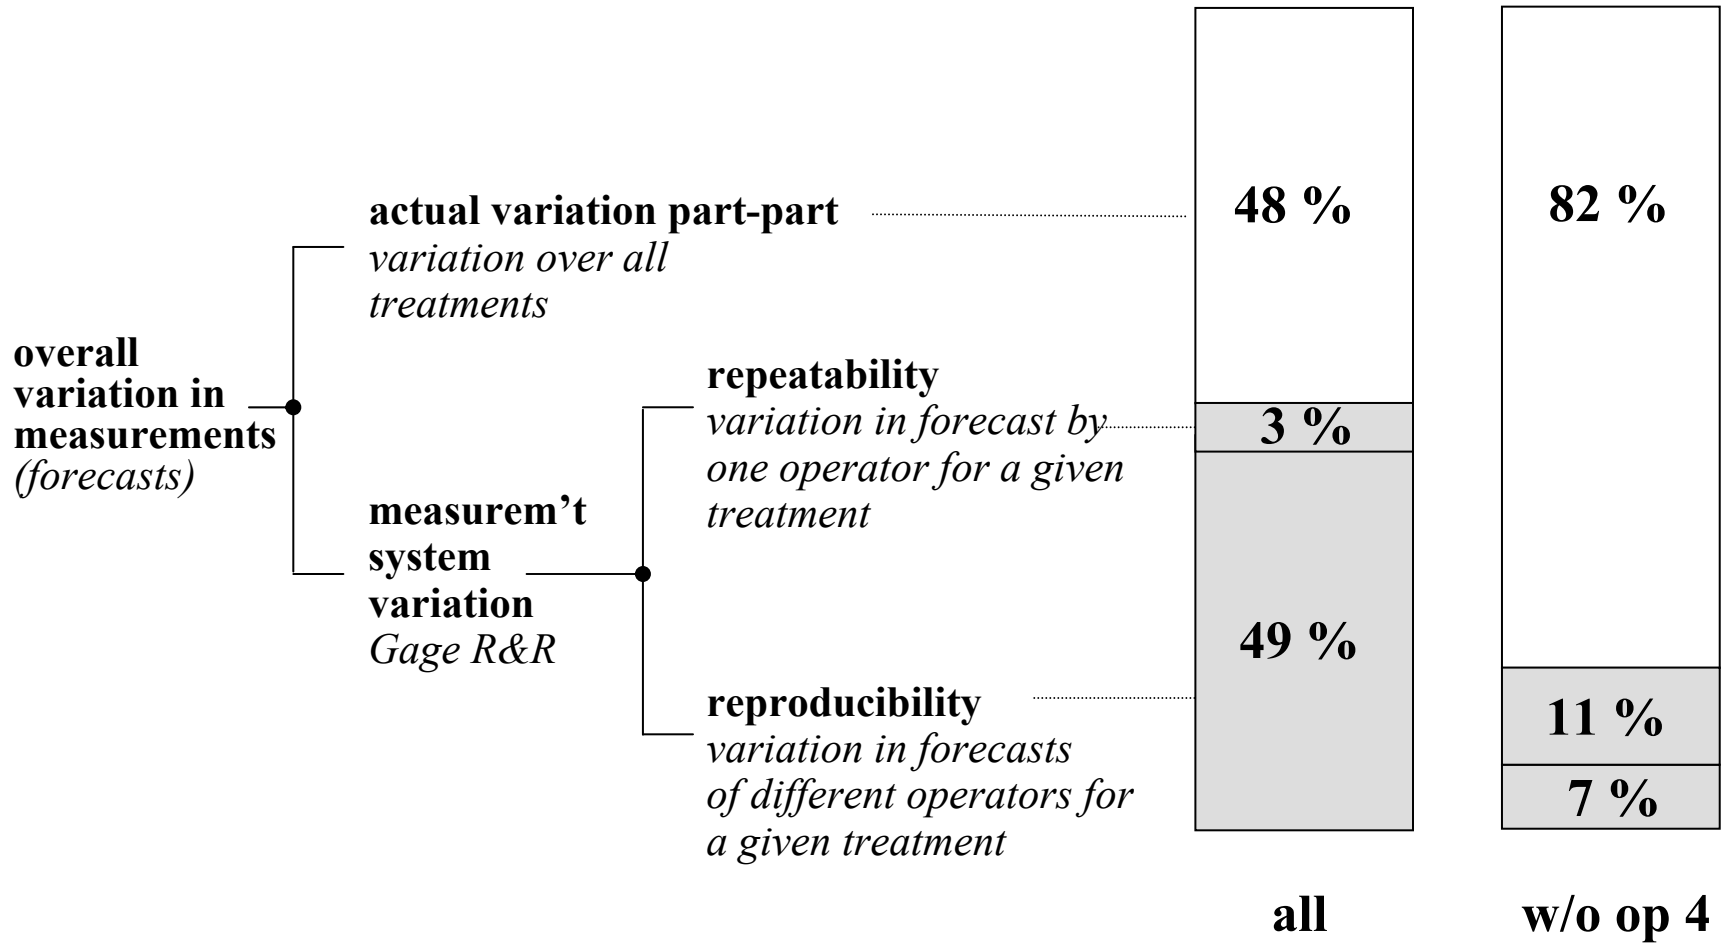 overall
variation in
measurements
(forecasts)
actual variation part-part
variation over all
treatments
measurem’t
system
variation
Gage R&R
repeatability
variation in forecast by
one operator for a given
treatment
reproducibility
variation in forecasts
of different operators for
a given treatment
48 %
3 %
49 %
all
82 %
11 %
7 %
w/o op 4